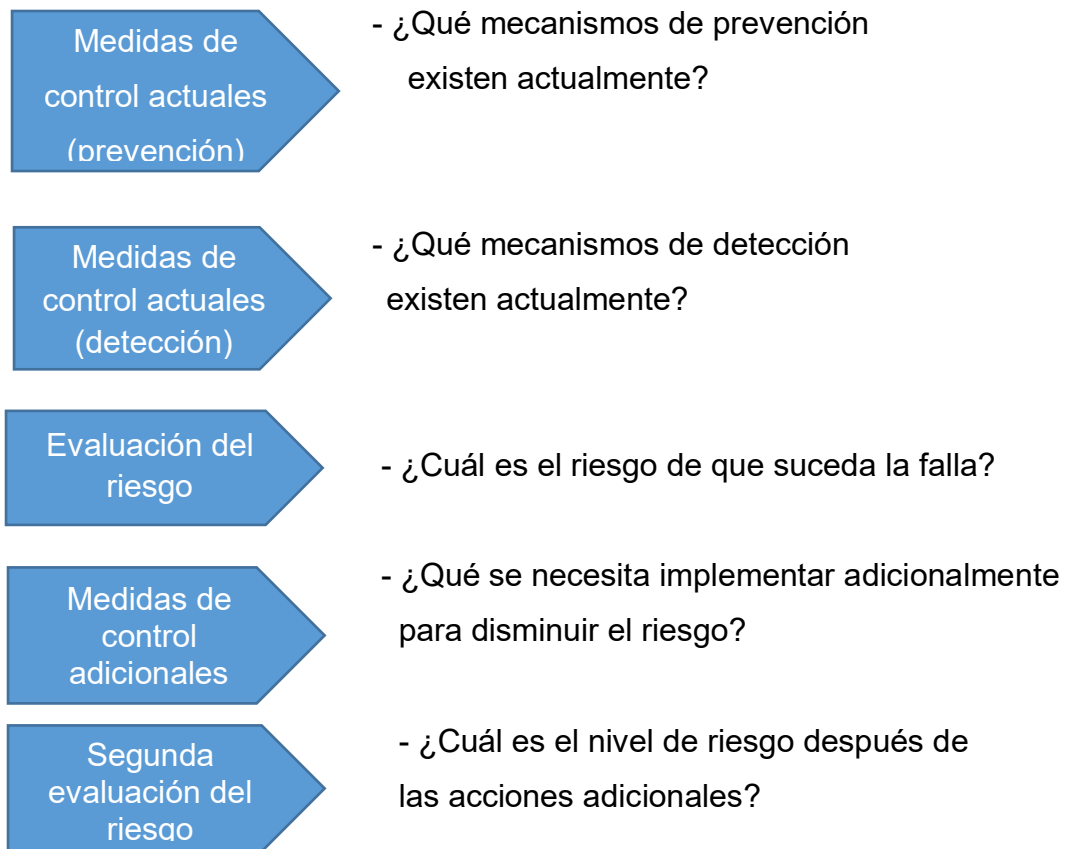 Medidas de
control actuales
(prevención)
- ¿Qué mecanismos de prevención
existen actualmente?
Medidas de
control actuales
(detección)
- ¿Qué mecanismos de detección
existen actualmente?
Evaluación del
riesgo
- ¿Cuál es el riesgo de que suceda la falla?
Medidas de
control
adicionales
- ¿Qué se necesita implementar adicionalmente
para disminuir el riesgo?
Segunda
evaluación del
riesgo
- ¿Cuál es el nivel de riesgo después de
las acciones adicionales?